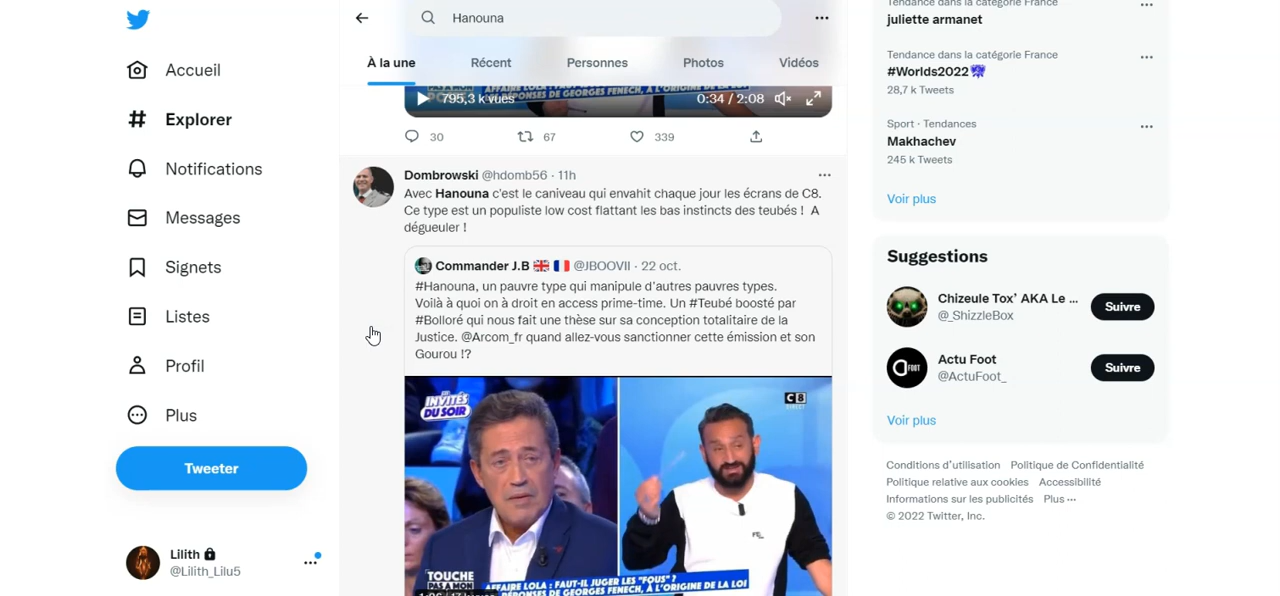 Accueil
Explorer
Notifications
Messages
Signets
Listes
Profil
Plus
Tweeter
Lilith
@Lilith_Lilu5
Hanouna
À la une
Récent
Personnes
Photos
Vidéos
795,3 k vues
0:34 / 2:08
30
67
339
Dombrowski @hdomb56 · 11h
Avec Hanouna c'est le caniveau qui envahit chaque jour les écrans de C8.
Ce type est un populiste low cost flattant les bas instincts des teubés ! A
dégueuler !
Commander J.B 🇬🇧 🇫🇷 @JBOOVII · 22 oct.
#Hanouna, un pauvre type qui manipule d'autres pauvres types.
Voilà à quoi on à droit en access prime-time. Un #Teubé boosté par
#Bolloré qui nous fait une thèse sur sa conception totalitaire de la
Justice. @Arcom_fr quand allez-vous sanctionner cette émission et son
Gourou !?
INVITÉS
DU SOIR
C8
DIRECT
TOUCHE
PAS A MON
AFFAIRE LOLA : FAUT-IL JUGER LES "FOUS" ?
RÉPONSES DE GEORGES FENECH, À L'ORIGINE DE LA LOI
Tendance dans la catégorie France
juliette armanet
Tendance dans la catégorie France
#Worlds2022
28,7 k Tweets
Sport · Tendances
Makhachev
245 k Tweets
Voir plus
Suggestions
Chizeule Tox' AKA Le ...
@_ShizzleBox
Suivre
Actu Foot
@ActuFoot_
Suivre
Voir plus
Conditions d'utilisation Politique de Confidentialité
Politique relative aux cookies Accessibilité
Informations sur les publicités Plus ···
© 2022 Twitter, Inc.